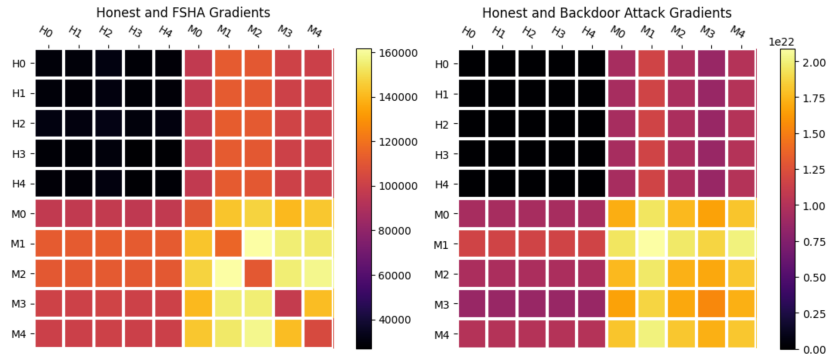 Honest and FSHA Gradients
H0 H1 H2 H3 H4 M0 M1 M2 M3 M4
H0
H1
H2
H3
H4
M0
M1
M2
M3
M4
160000
140000
120000
100000
80000
60000
40000
Honest and Backdoor Attack Gradients
H0 H1 H2 H3 H4 M0 M1 M2 M3 M4
1e22
H0
H1
H2
H3
H4
M0
M1
M2
M3
M4
2.00
1.75
1.50
1.25
1.00
0.75
0.50
0.25
0.00